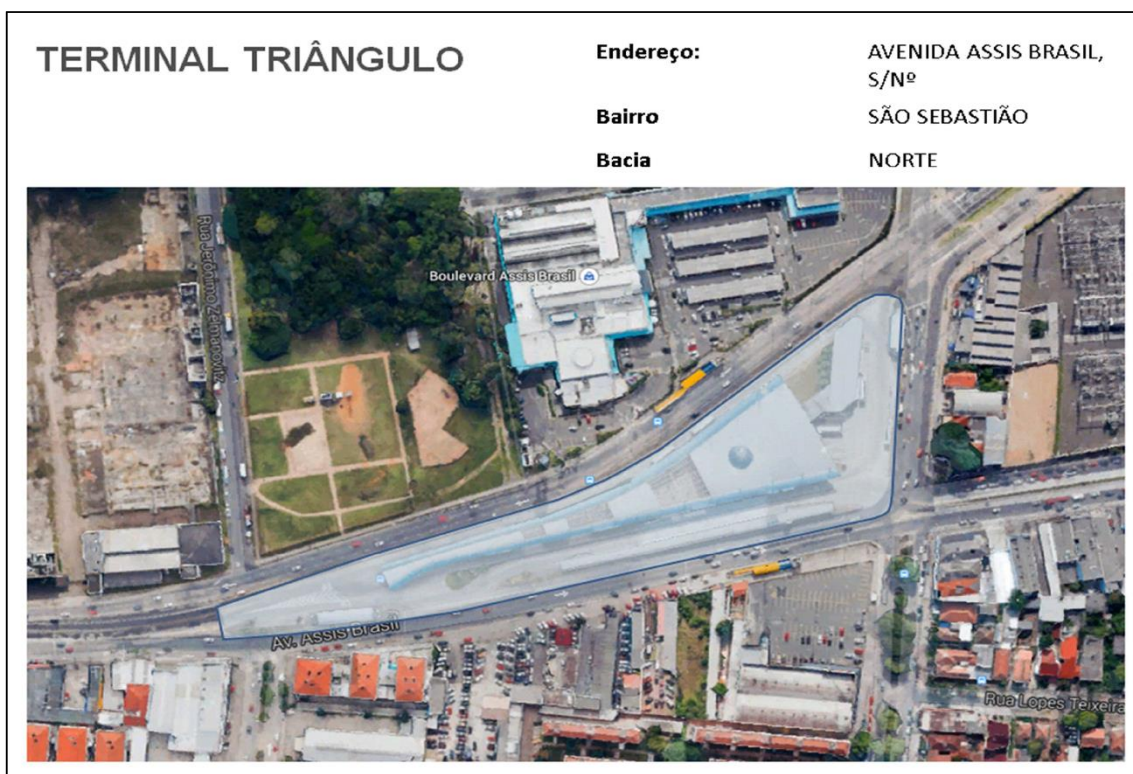 TERMINAL TRIÂNGULO
Endereço:
AVENIDA ASSIS BRASIL,
S/Nº
Bairro
SÃO SEBASTIÃO
Bacia
NORTE
Boulevard Assis Brasil
Av. Assis Brasil
Rua Lopes Teixeira